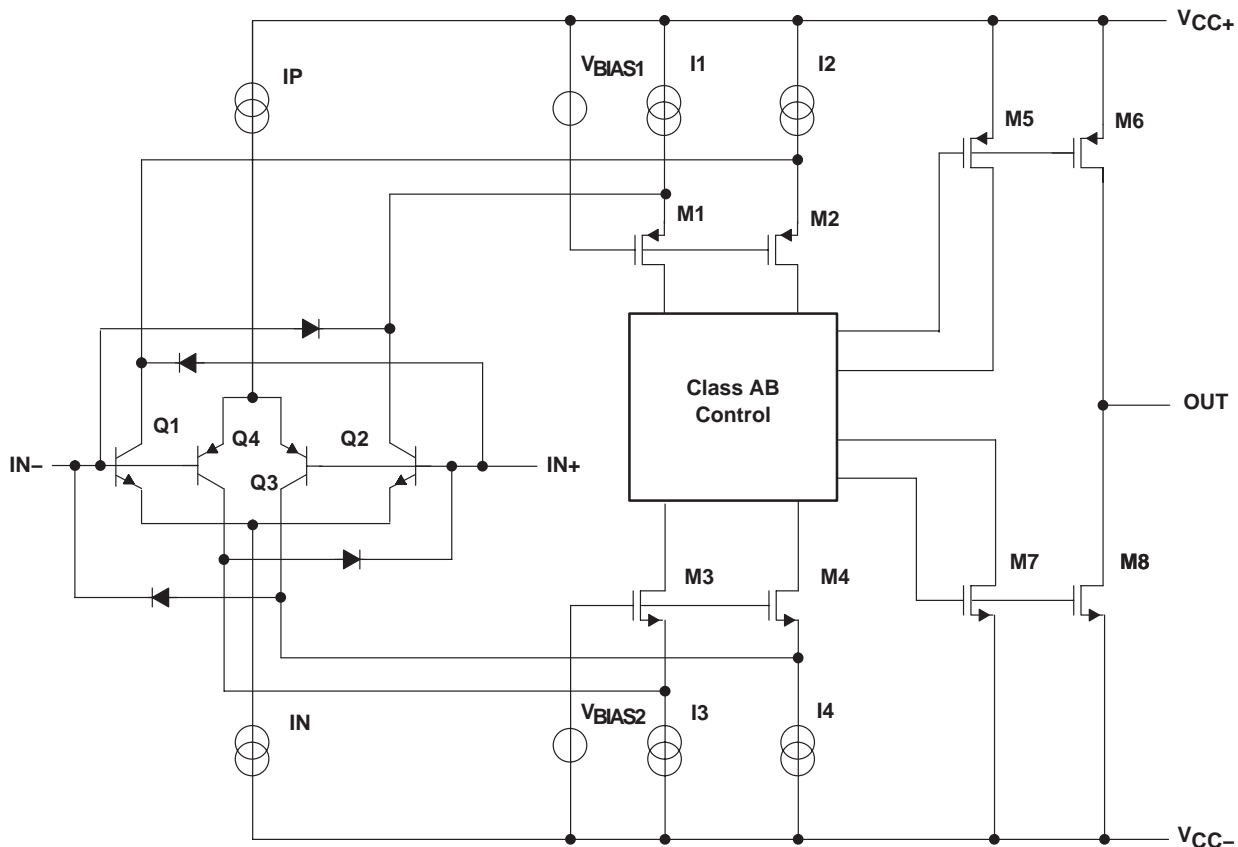 VCC+
IP
VBIAS1
I1
I2
M5
M6
M1
M2
Class AB
Control
OUT
Q1
Q4
Q2
IN−
Q3
IN+
M3
M4
M7
M8
IN
VBIAS2
I3
I4
VCC−